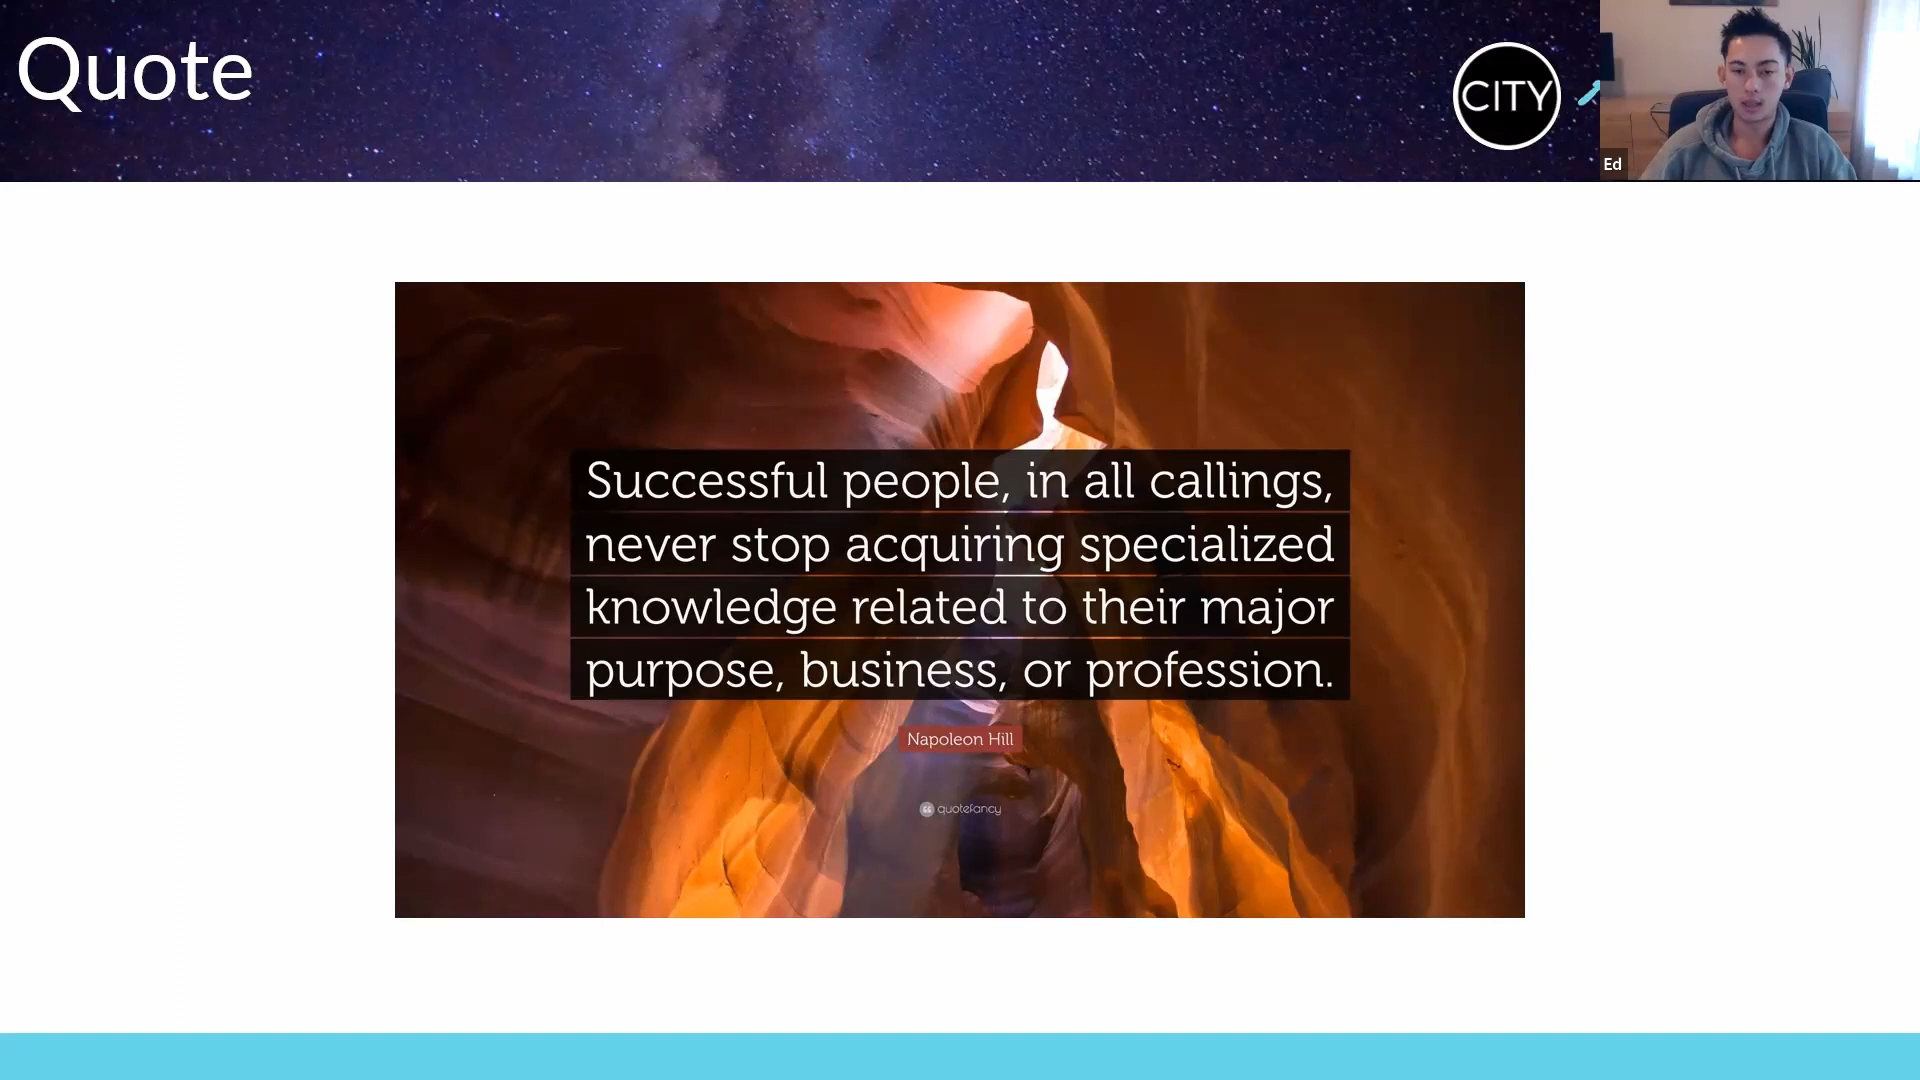 Quote
CITY
Ed
Successful people, in all callings,
never stop acquiring specialized
knowledge related to their major
purpose, business, or profession.
Napoleon Hill
quotefancy